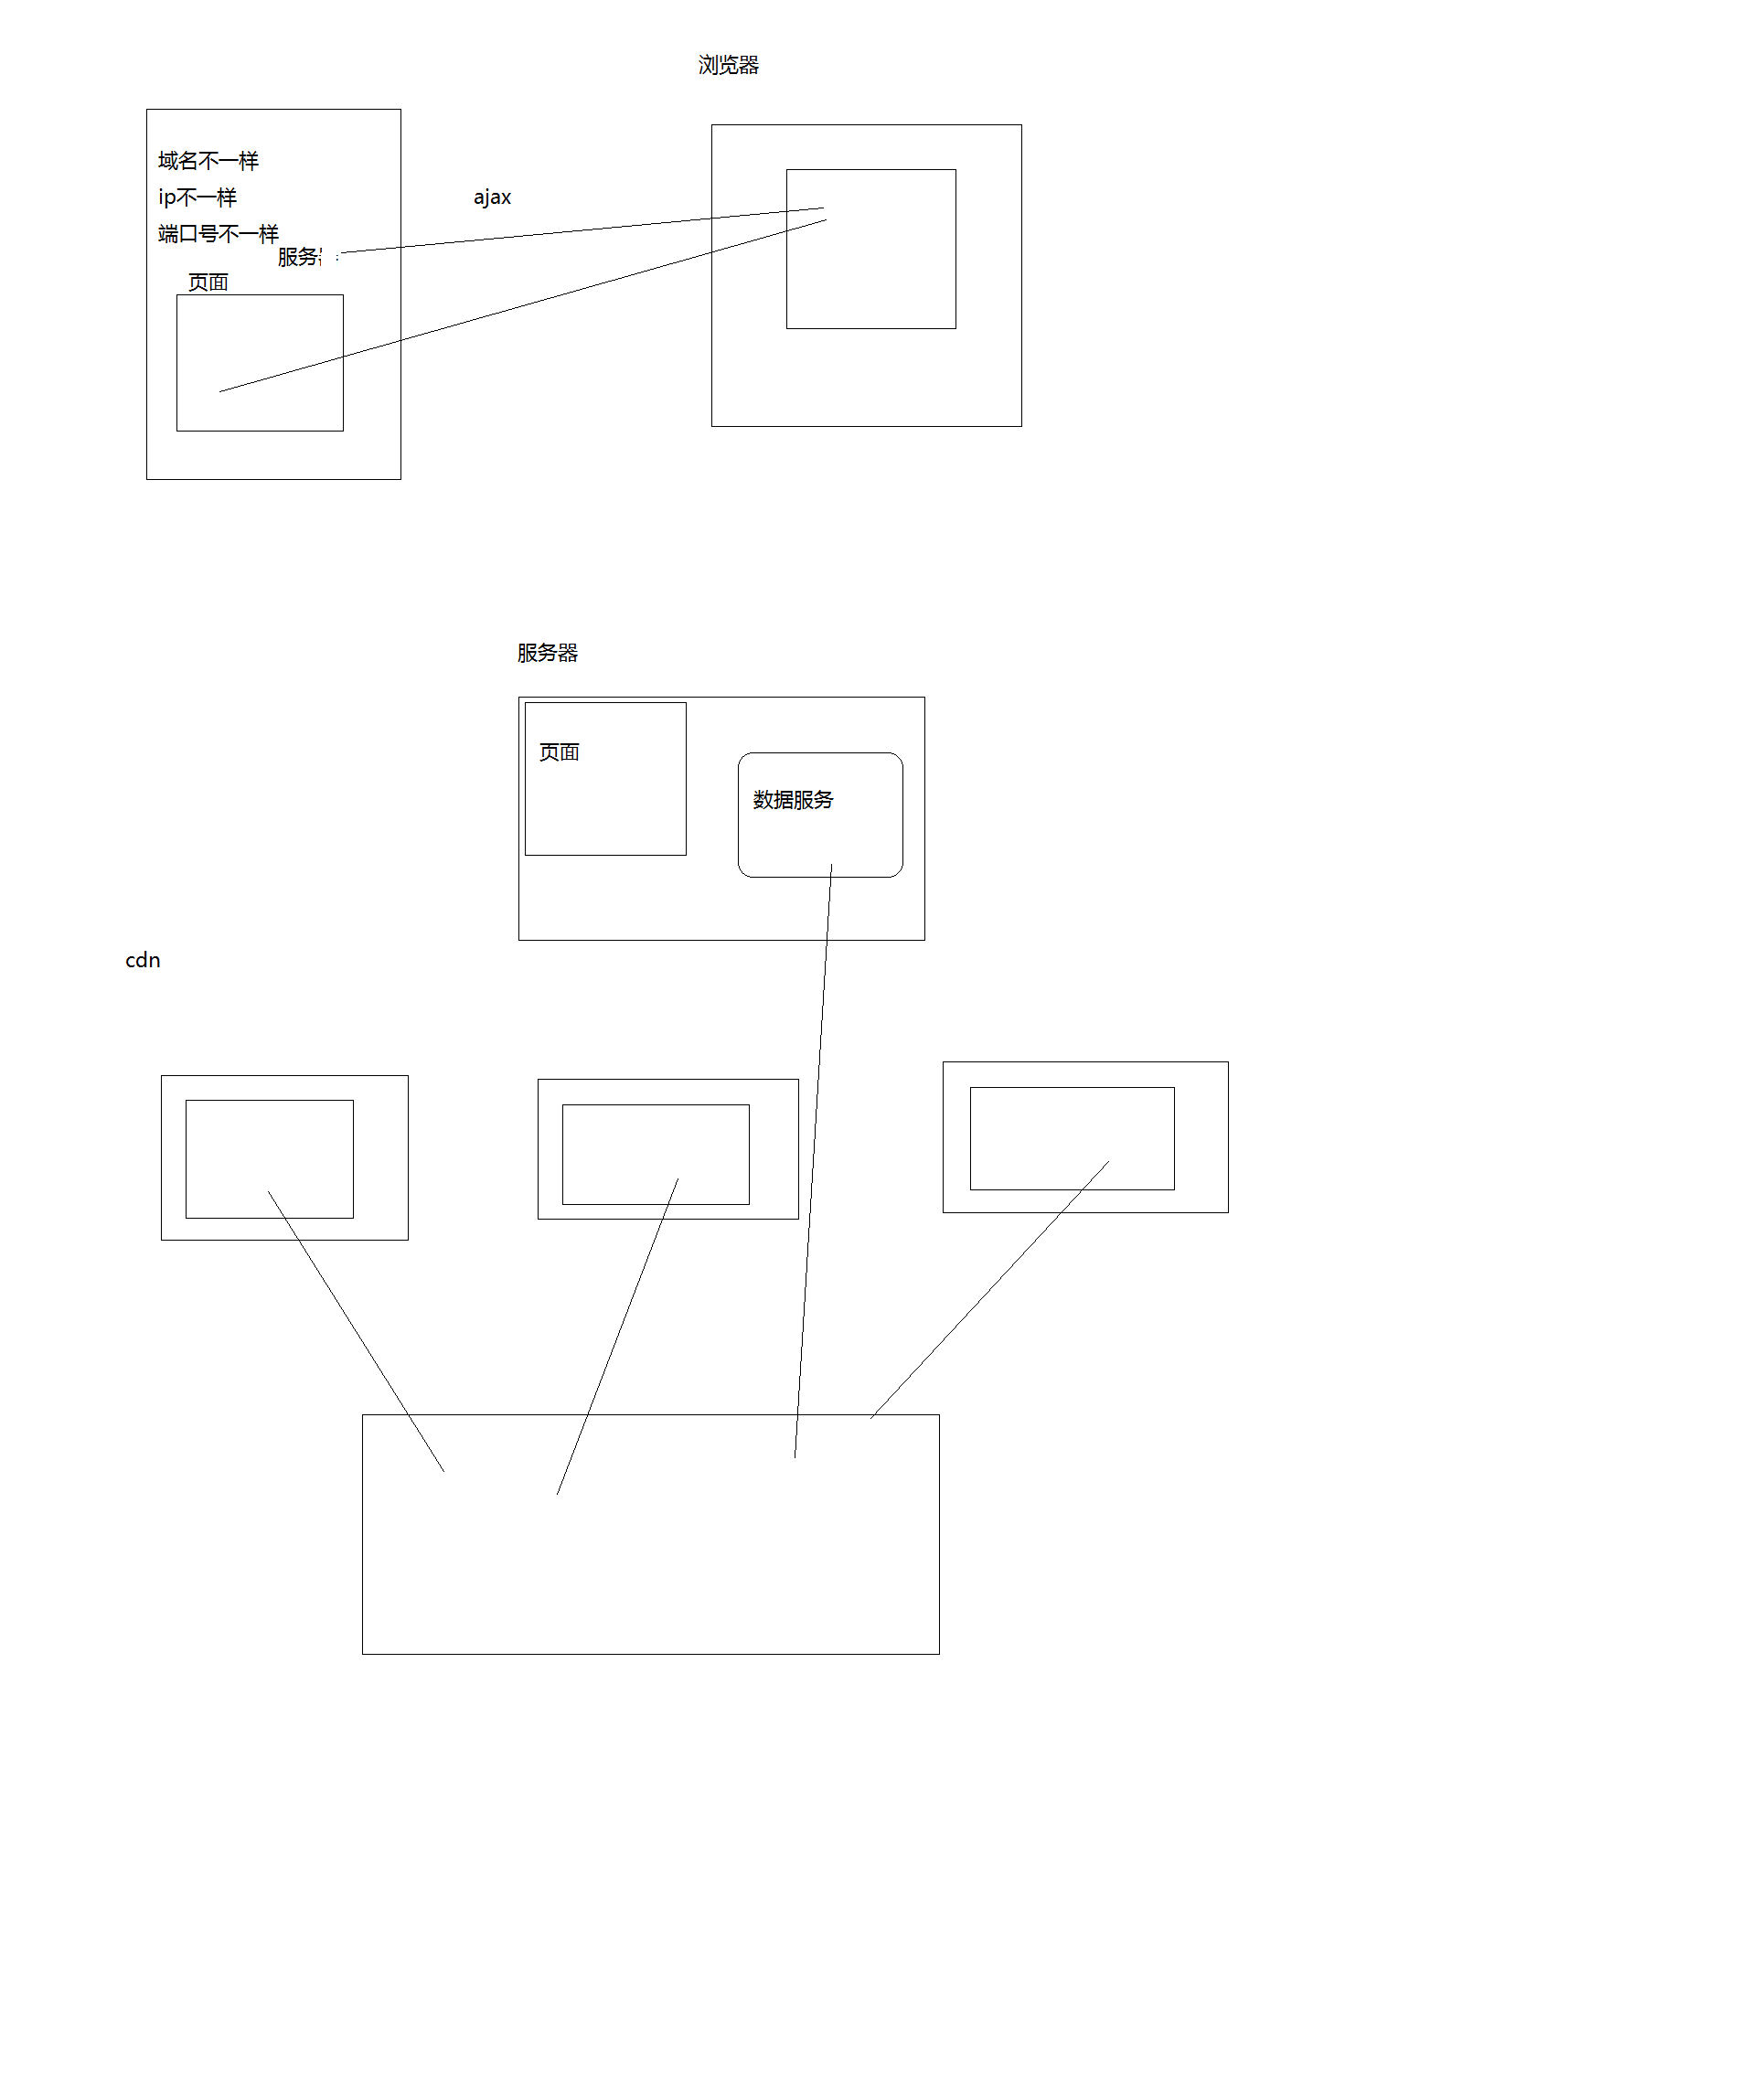 浏览器
域名不一样
ip不一样
ajax
端口号不一样
服务
页面
服务器
页面
数据服务
cdn